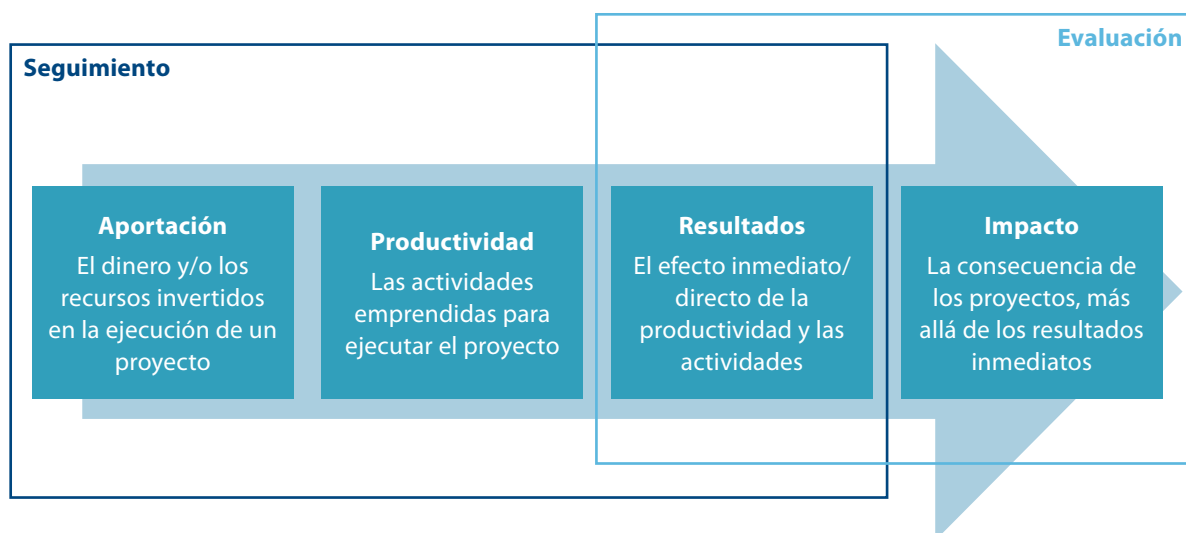 Evaluación
Seguimiento
Aportación
El dinero y/o los
recursos invertidos
en la ejecución de un
proyecto
Productividad
Las actividades
emprendidas para
ejecutar el proyecto
Resultados
El efecto inmediato/
directo de la
productividad y las
actividades
Impacto
La consecuencia de
los proyectos, más
allá de los resultados
inmediatos